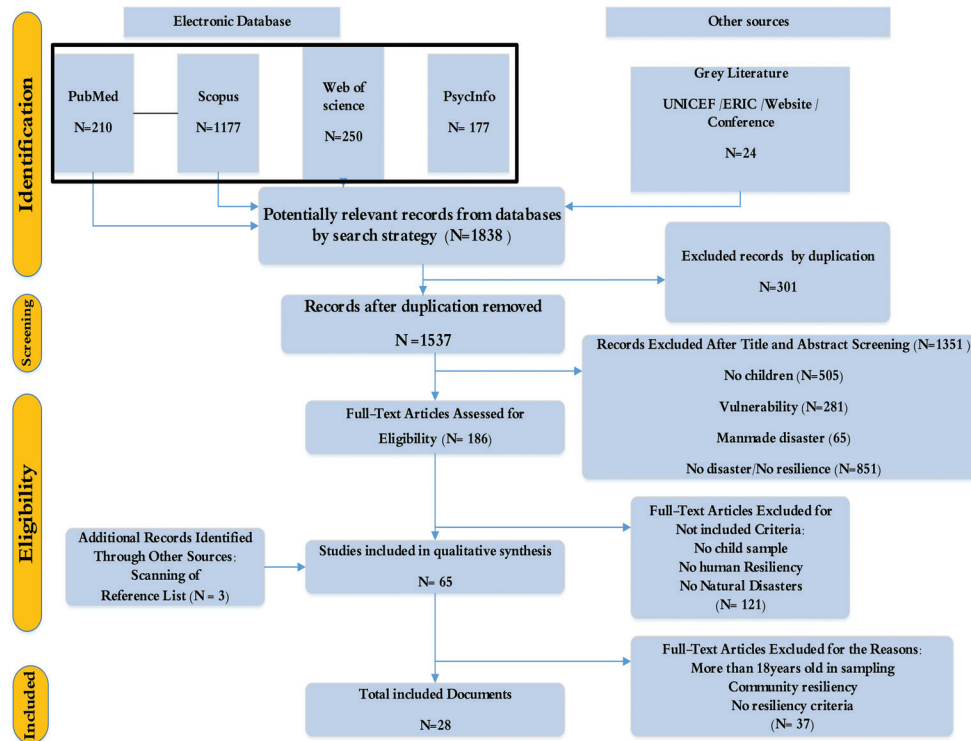 Electronic Database
Other sources
Identification
PubMed
N=210
Scopus
N=1177
Web of
science
N=250
PsycInfo
N= 177
Grey Literature
UNICEF /ERIC /Website /
Conference
N=24
Potentially relevant records from databases
by search strategy (N=1838 )
Excluded records by duplication
N=301
Screening
Records after duplication removed
N =1537
Records Excluded After Title and Abstract Screening (N=1351 )
No children (N=505)
Vulnerability (N=281)
Manmade disaster (65)
No disaster/No resilience (N=851)
Eligibility
Full-Text Articles Assessed for
Eligibility (N= 186)
Full-Text Articles Excluded for
Not included Criteria:
No child sample
No human Resiliency
No Natural Disasters
(N= 121)
Additional Records Identified
Through Other Sources:
Scanning of
Reference List (N = 3)
Studies included in qualitative synthesis
N= 65
Full-Text Articles Excluded for the Reasons:
More than 18years old in sampling
Community resiliency
No resiliency criteria
(N= 37)
Included
Total included Documents
N=28